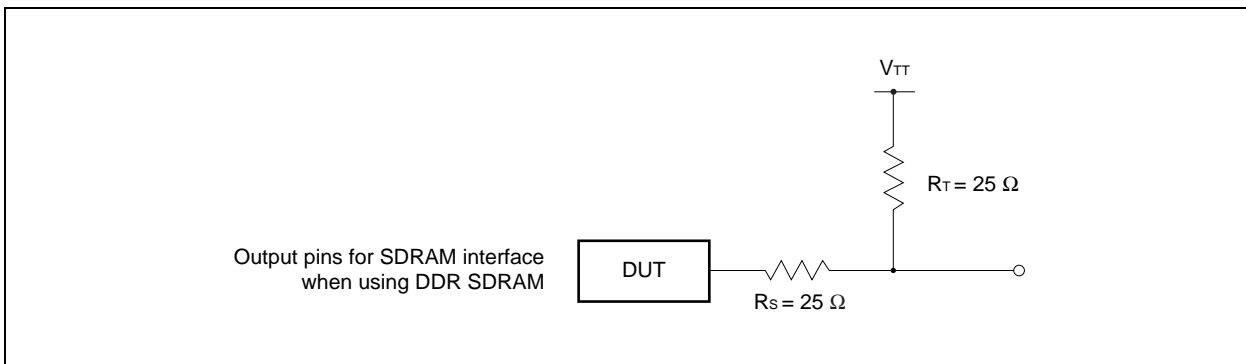 VTT
RT = 25 Ω
Output pins for SDRAM interface
when using DDR SDRAM
DUT
RS = 25 Ω